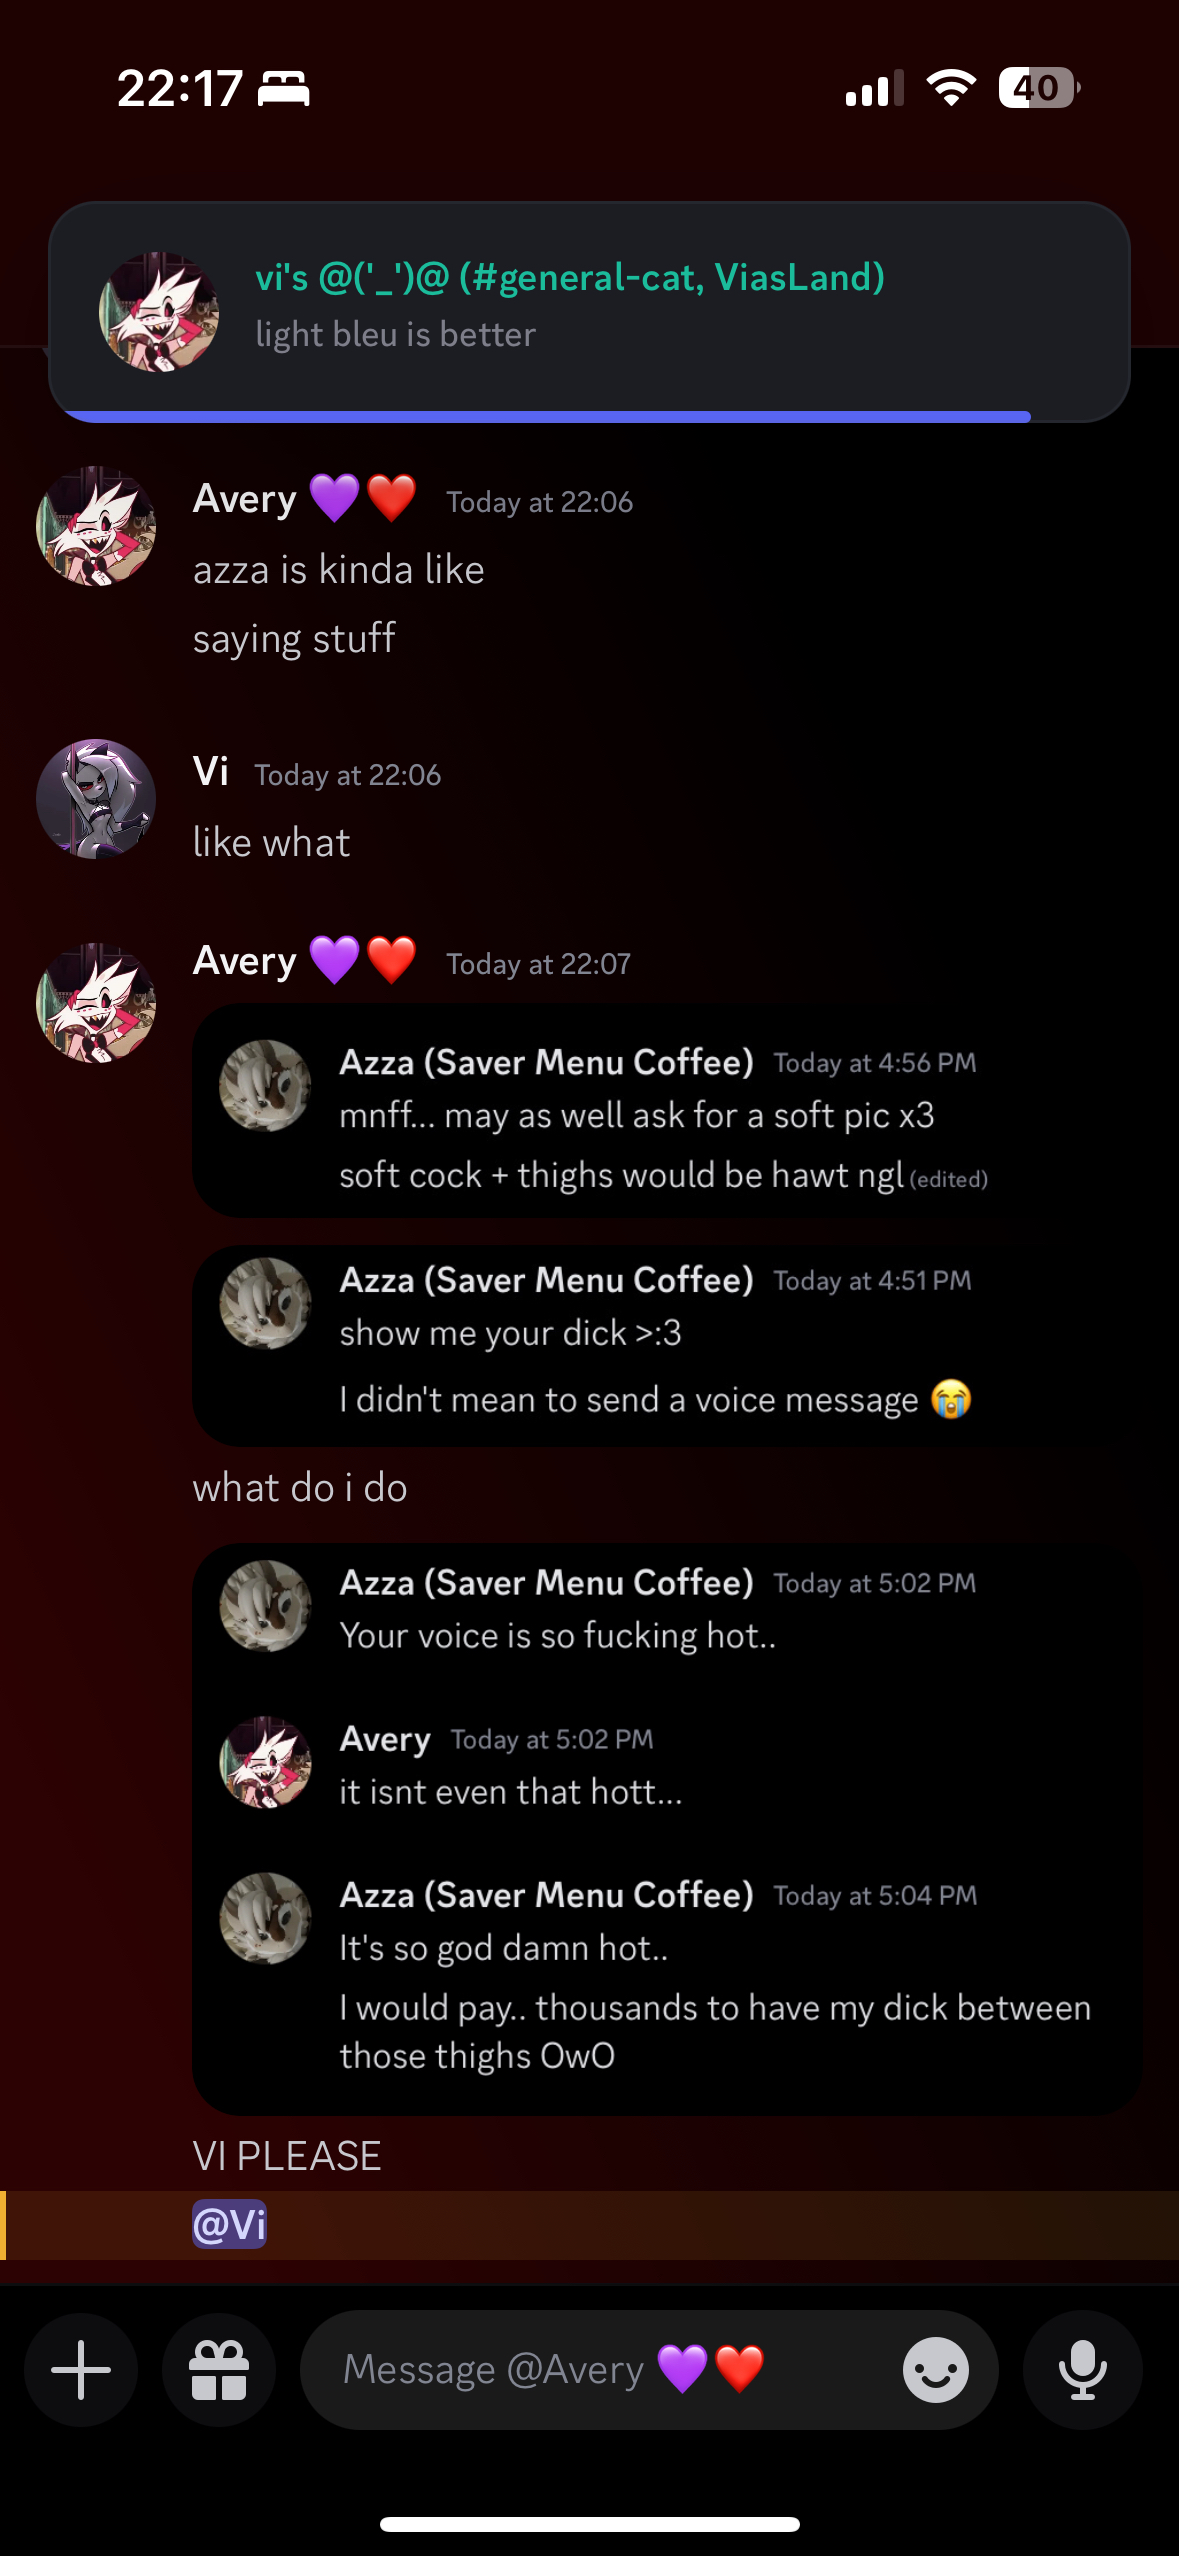 22:17
40
vi's @('_')@ (#general-cat, ViasLand)
light bleu is better
Avery 💜❤️ Today at 22:06
azza is kinda like
saying stuff
Vi Today at 22:06
like what
Avery 💜❤️ Today at 22:07
Azza (Saver Menu Coffee) Today at 4:56 PM
mnff... may as well ask for a soft pic x3
soft cock + thighs would be hawt ngl (edited)
Azza (Saver Menu Coffee) Today at 4:51 PM
show me your dick >:3
I didn't mean to send a voice message 😭
what do i do
Azza (Saver Menu Coffee) Today at 5:02 PM
Your voice is so fucking hot..
Avery Today at 5:02 PM
it isnt even that hott...
Azza (Saver Menu Coffee) Today at 5:04 PM
It's so god damn hot..
I would pay.. thousands to have my dick between
those thighs OwO
VI PLEASE
@Vi
Message @Avery 💜❤️